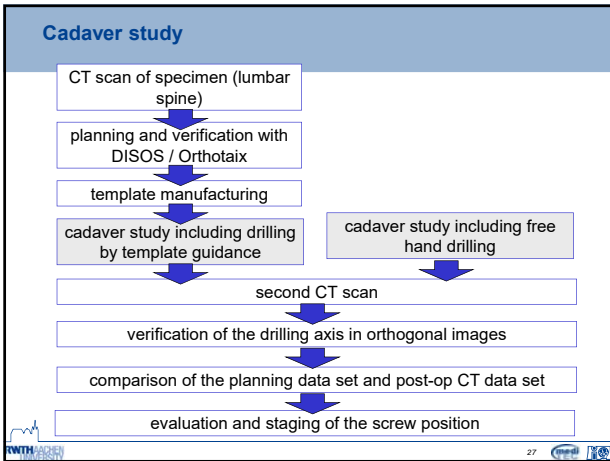 Cadaver study
CT scan of specimen (lumbar
spine)
planning and verification with
DISOS / Orthotaix
template manufacturing
cadaver study including drilling
by template guidance
cadaver study including free
hand drilling
second CT scan
verification of the drilling axis in orthogonal images
comparison of the planning data set and post-op CT data set
evaluation and staging of the screw position
RWTHAACHEN
UNIVERSITY
27
medi
TEC